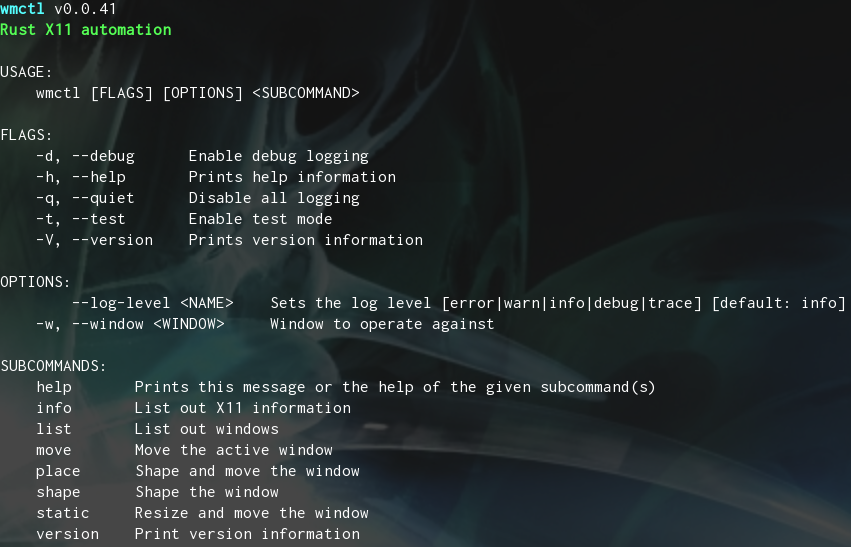 wmctl v0.0.41
Rust X11 automation

USAGE:
    wmctl [FLAGS] [OPTIONS] <SUBCOMMAND>

FLAGS:
    -d, --debug      Enable debug logging
    -h, --help       Prints help information
    -q, --quiet      Disable all logging
    -t, --test       Enable test mode
    -V, --version    Prints version information

OPTIONS:
        --log-level <NAME>    Sets the log level [error|warn|info|debug|trace] [default: info]
    -w, --window <WINDOW>     Window to operate against

SUBCOMMANDS:
    help       Prints this message or the help of the given subcommand(s)
    info       List out X11 information
    list       List out windows
    move       Move the active window
    place      Shape and move the window
    shape      Shape the window
    static     Resize and move the window
    version    Print version information